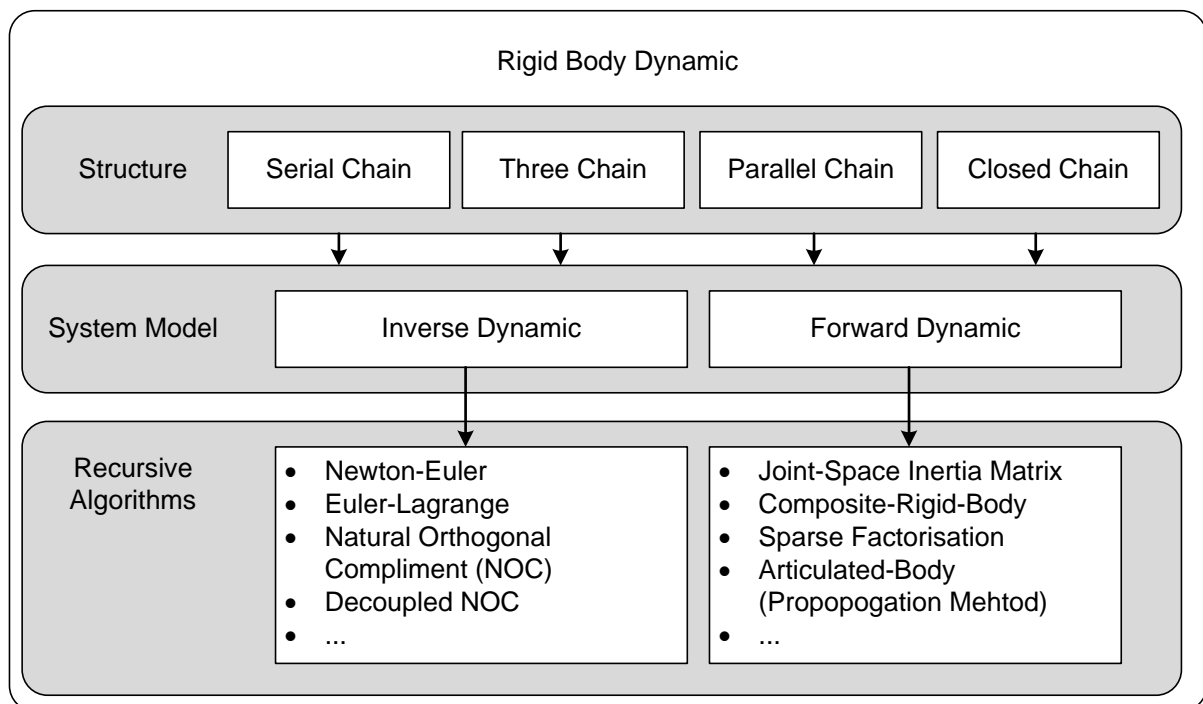 Rigid Body Dynamic
Structure
Serial Chain
Three Chain
Parallel Chain
Closed Chain
System Model
Inverse Dynamic
Forward Dynamic
Recursive
Algorithms
• Newton-Euler
• Euler-Lagrange
• Natural Orthogonal
Compliment (NOC)
• Decoupled NOC
• ...
• Joint-Space Inertia Matrix
• Composite-Rigid-Body
• Sparse Factorisation
• Articulated-Body
(Propopogation Mehtod)
• ...